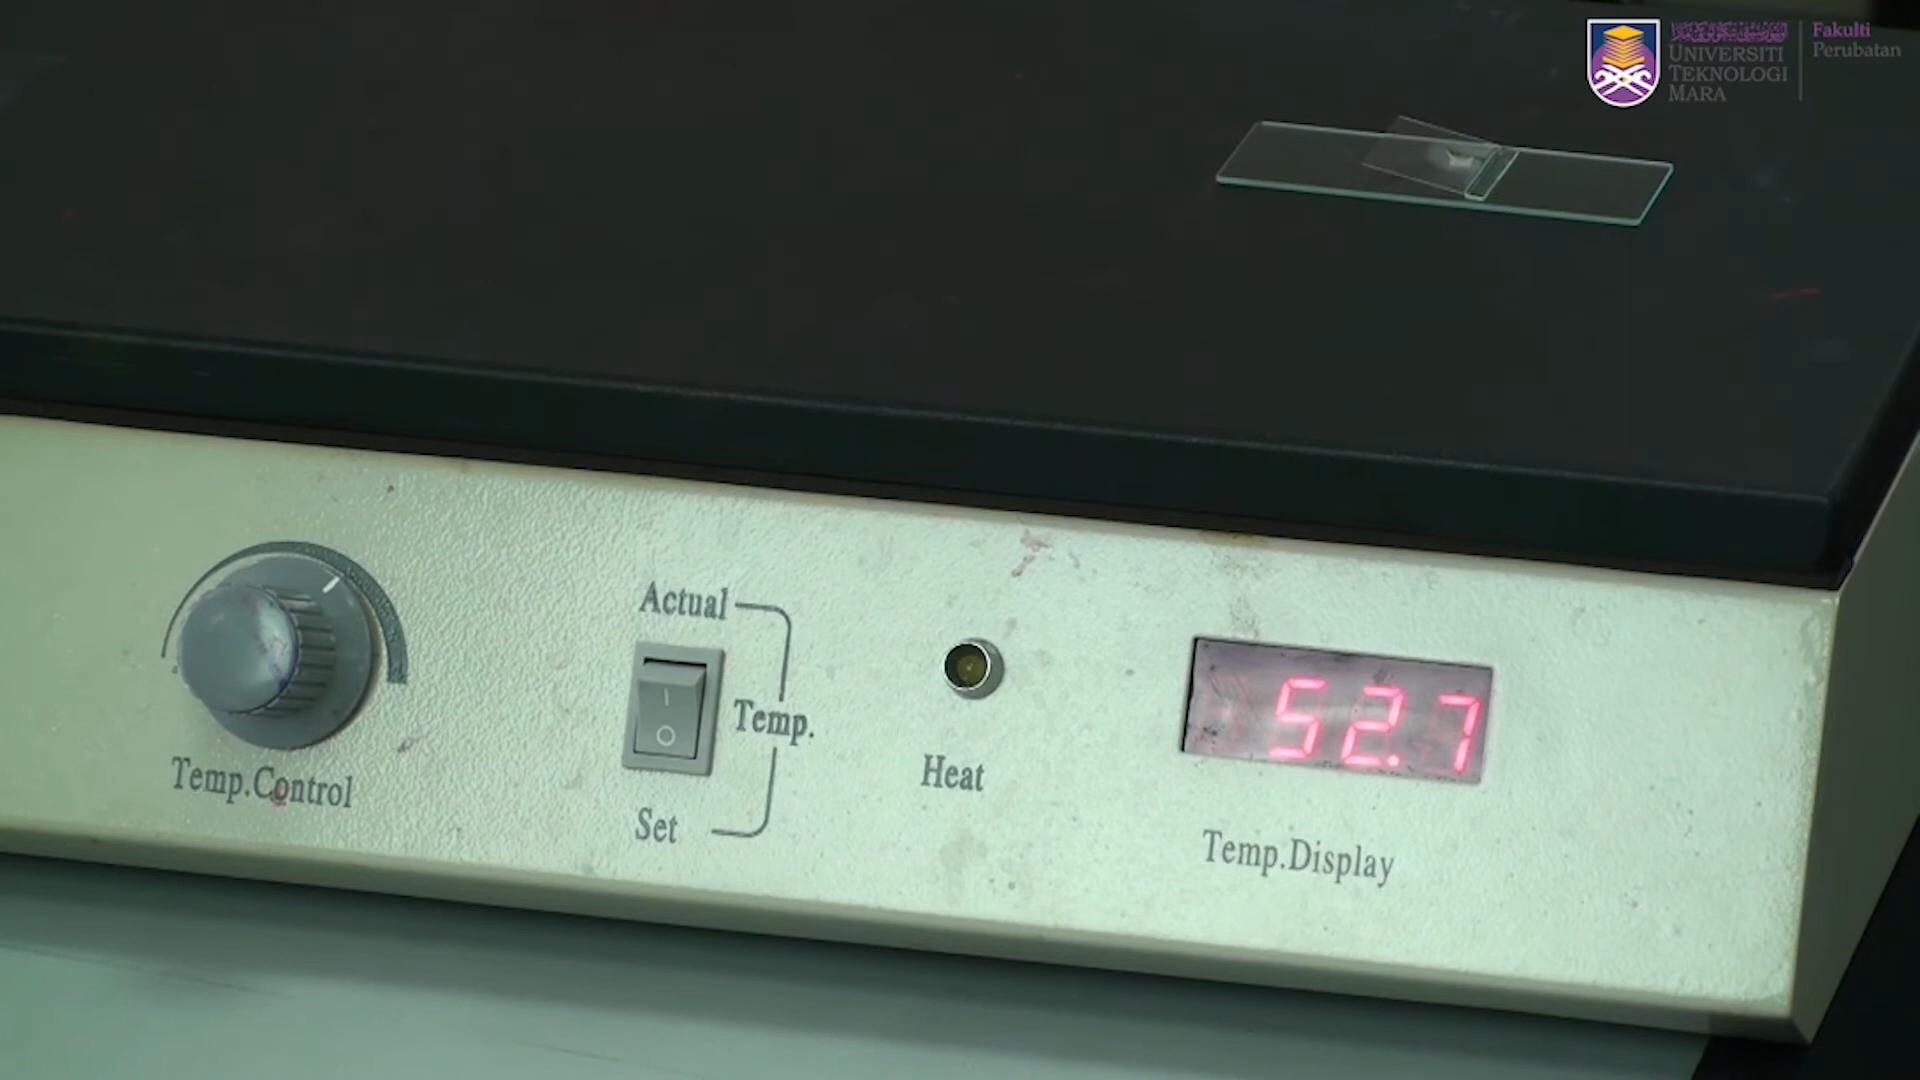 UNIVERSITI
TEKNOLOGI
MARA
Fakulti
Perubatan
Actual
Temp.
Set
Temp.Control
Heat
52.7
Temp.Display